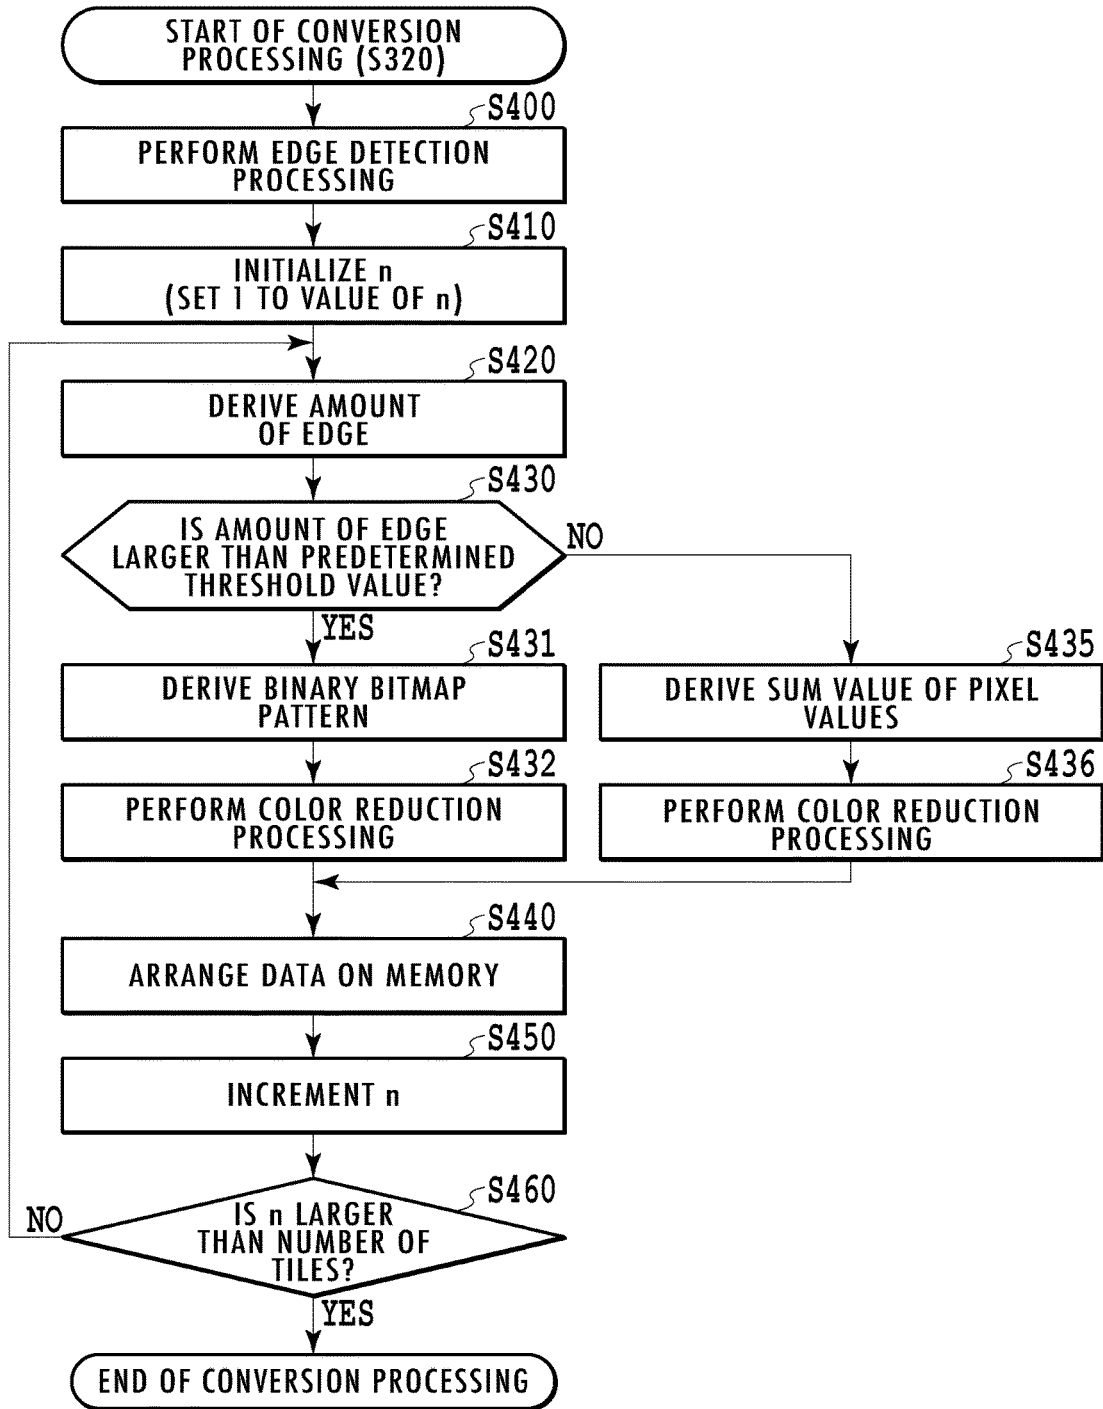 START OF CONVERSION
PROCESSING (S320)
S400
PERFORM EDGE DETECTION
PROCESSING
S410
INITIALIZE n
(SET 1 TO VALUE OF n)
S420
DERIVE AMOUNT
OF EDGE
S430
IS AMOUNT OF EDGE
LARGER THAN PREDETERMINED
THRESHOLD VALUE?
NO
YES
S431
DERIVE BINARY BITMAP
PATTERN
S435
DERIVE SUM VALUE OF PIXEL
VALUES
S432
PERFORM COLOR REDUCTION
PROCESSING
S436
PERFORM COLOR REDUCTION
PROCESSING
S440
ARRANGE DATA ON MEMORY
S450
INCREMENT n
S460
IS n LARGER
THAN NUMBER OF
TILES?
NO
YES
END OF CONVERSION PROCESSING